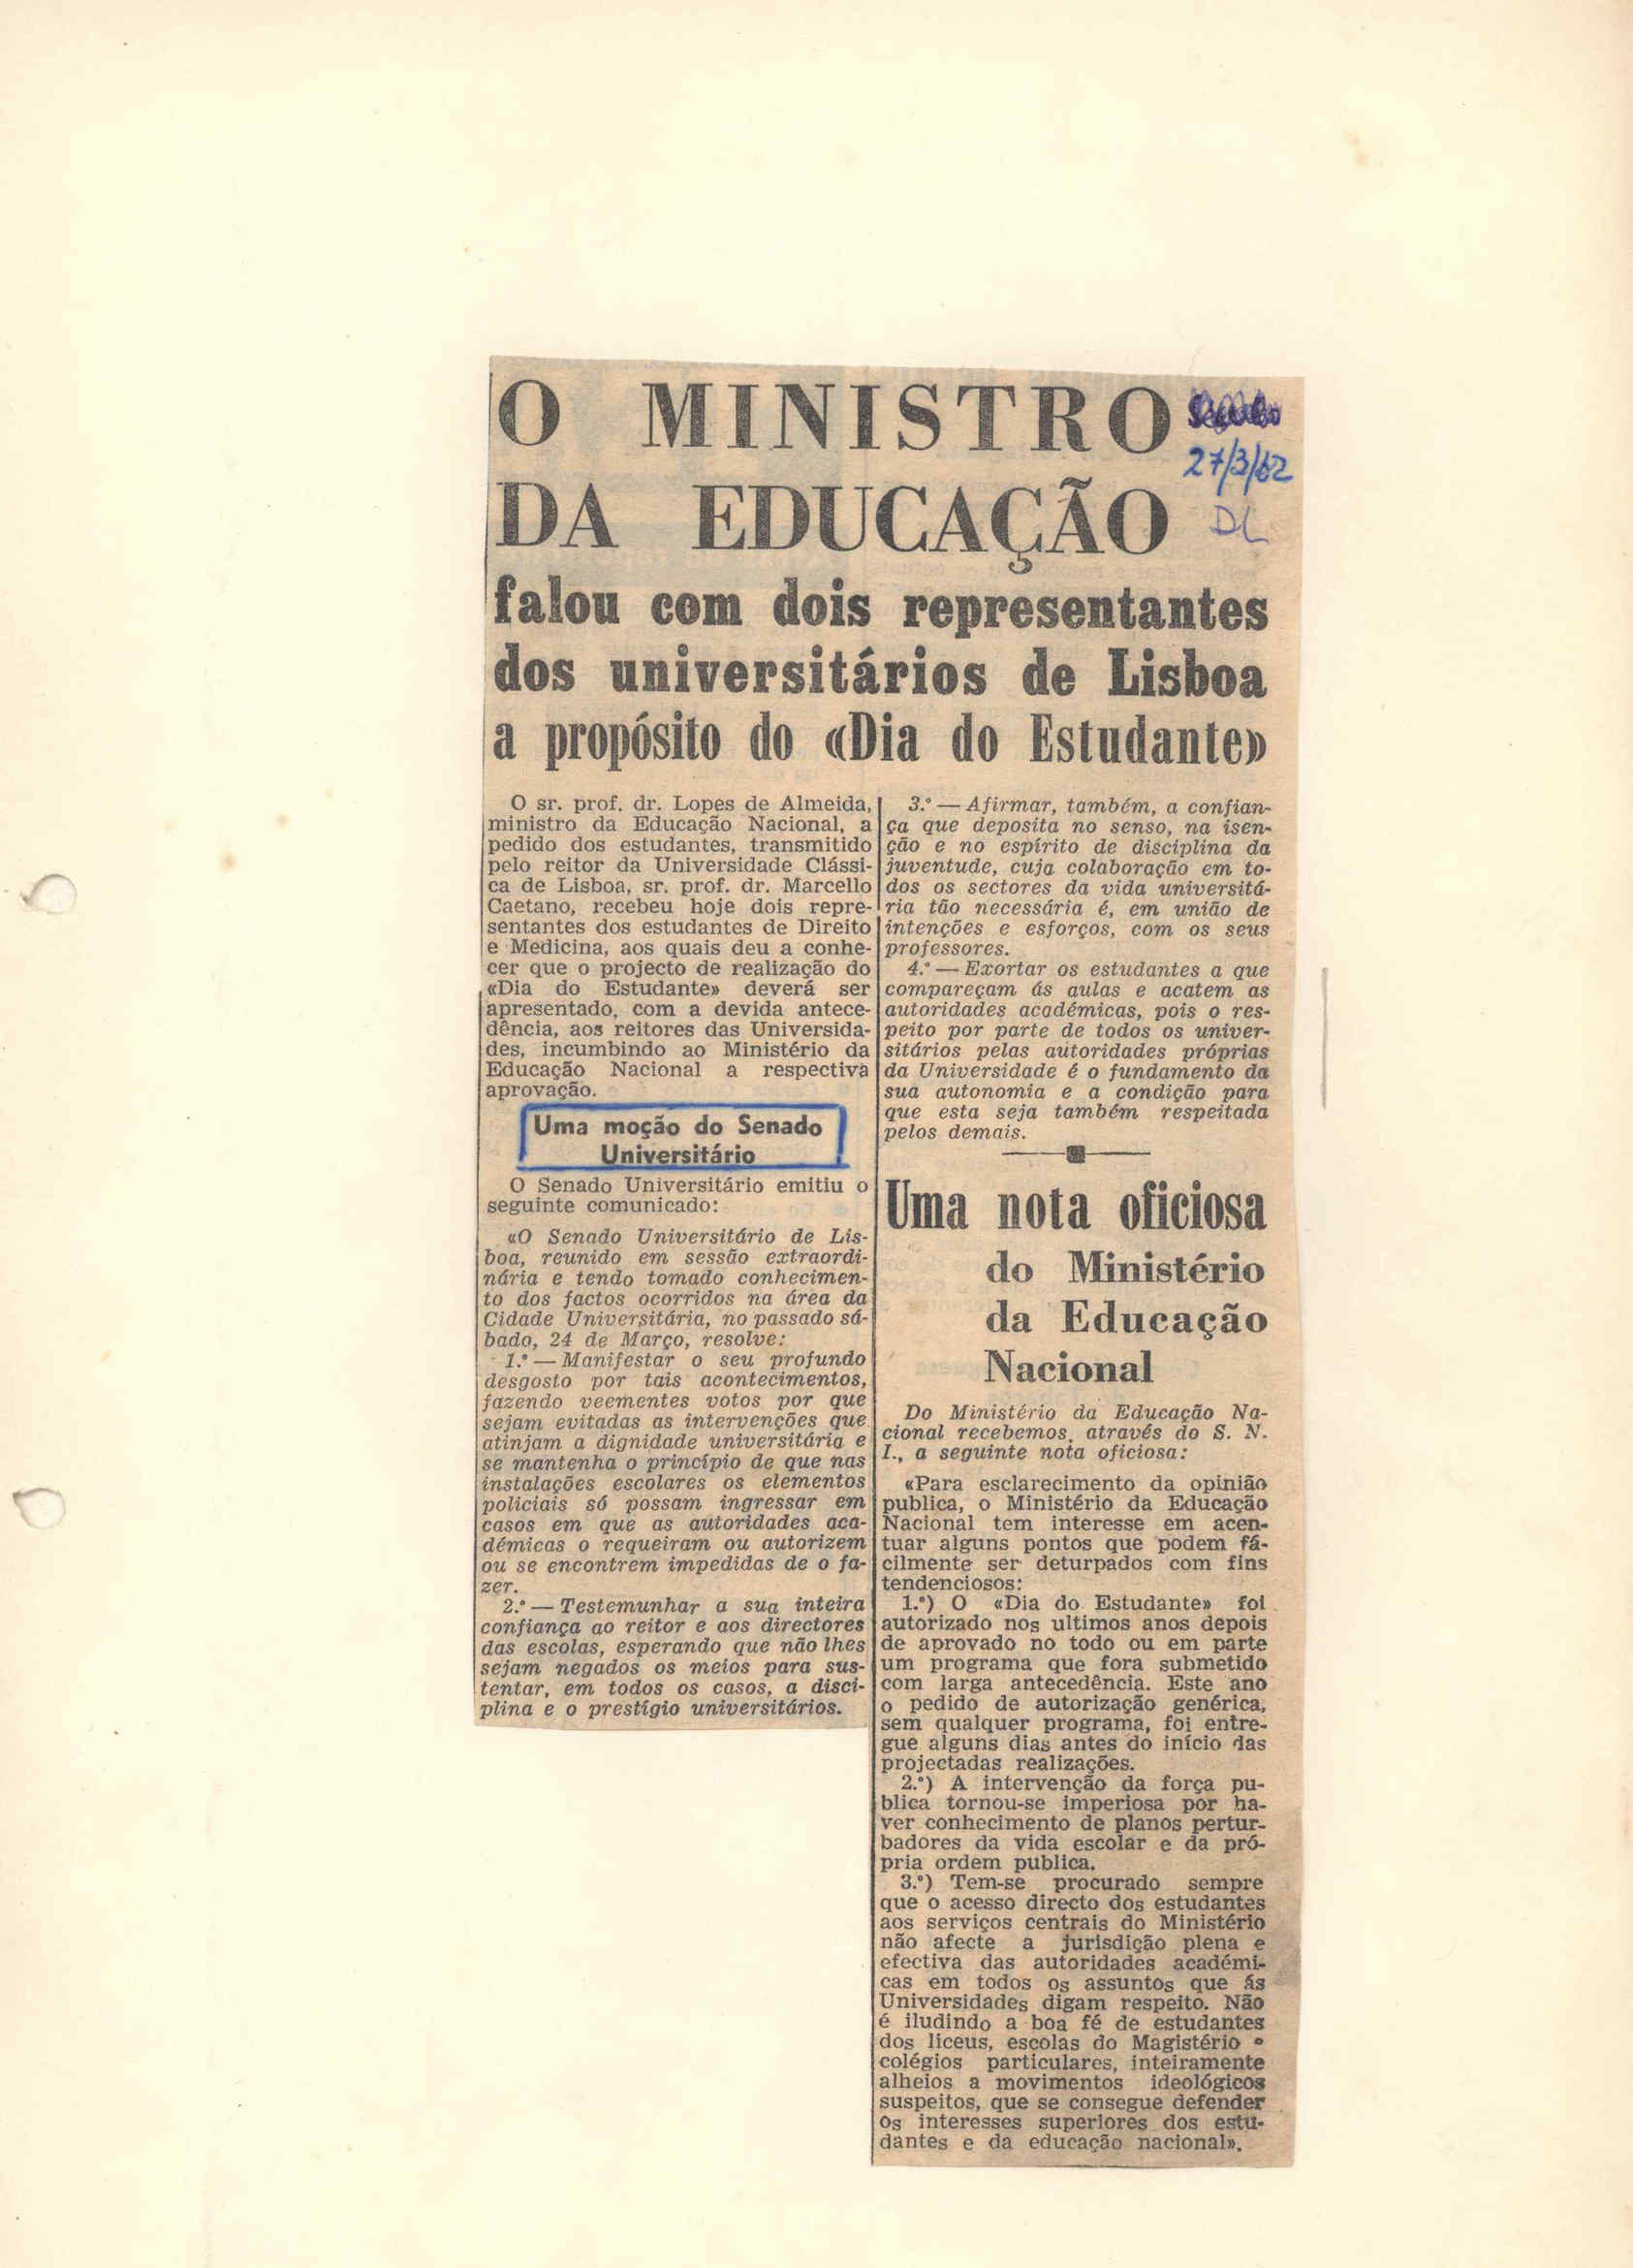 O MINISTRO
DA EDUCAÇÃO
27/3/62
DL
falou com dois representantes
dos universitários de Lisboa
a propósito do «Dia do Estudante»
O sr. prof. dr. Lopes de Almeida,
ministro da Educação Nacional, a
pedido dos estudantes, transmitido
pelo reitor da Universidade Clássi-
ca de Lisboa, sr. prof. dr. Marcello
Caetano, recebeu hoje dois repre-
sentantes dos estudantes de Direito
e Medicina, aos quais deu a conhe-
cer que o projecto de realização do
«Dia do Estudante» deverá ser
apresentado, com a devida antece-
dência, aos reitores das Universida-
des, incumbindo ao Ministério da
Educação Nacional a respectiva
aprovação.
Uma moção do Senado
Universitário
O Senado Universitário emitiu o
seguinte comunicado:
«O Senado Universitário de Lis-
boa, reunido em sessão extraordi-
nária e tendo tomado conhecimen-
to dos factos ocorridos na área da
Cidade Universitária, no passado sá-
bado, 24 de Março, resolve:
1.º — Manifestar o seu profundo
desgosto por tais acontecimentos,
fazendo veementes votos por que
sejam evitadas as intervenções que
atinjam a dignidade universitária e
se mantenha o princípio de que nas
instalações escolares os elementos
policiais só possam ingressar em
casos em que as autoridades aca-
démicas o requeiram ou autorizem
ou se encontrem impedidas de o fa-
zer.
2.º — Testemunhar a sua inteira
confiança ao reitor e aos directores
das escolas, esperando que não lhes
sejam negados os meios para sus-
tentar, em todos os casos, a disci-
plina e o prestígio universitários.
3.º — Afirmar, também, a confian-
ça que deposita no senso, na isen-
ção e no espírito de disciplina da
juventude, cuja colaboração em to-
dos os sectores da vida universitá-
ria tão necessária é, em união de
intenções e esforços, com os seus
professores.
4.º — Exortar os estudantes a que
compareçam ás aulas e acatem as
autoridades académicas, pois o res-
peito por parte de todos os univer-
sitários pelas autoridades próprias
da Universidade é o fundamento da
sua autonomia e a condição para
que esta seja também respeitada
pelos demais.
Uma nota oficiosa
do Ministério
da Educação
Nacional
Do Ministério da Educação Na-
cional recebemos, através do S. N.
I., a seguinte nota oficiosa:
«Para esclarecimento da opinião
publica, o Ministério da Educação
Nacional tem interesse em acen-
tuar alguns pontos que podem fá-
cilmente ser deturpados com fins
tendenciosos:
1.º) O «Dia do Estudante» foi
autorizado nos ultimos anos depois
de aprovado no todo ou em parte
um programa que fora submetido
com larga antecedência. Este ano
o pedido de autorização genérica,
sem qualquer programa, foi entre-
gue alguns dias antes do início das
projectadas realizações.
2.º) A intervenção da força pu-
blica tornou-se imperiosa por ha-
ver conhecimento de planos pertur-
badores da vida escolar e da pró-
pria ordem publica.
3.º) Tem-se procurado sempre
que o acesso directo dos estudantes
aos serviços centrais do Ministério
não afecte a jurisdição plena e
efectiva das autoridades académi-
cas em todos os assuntos que ás
Universidades digam respeito. Não
é iludindo a boa fé de estudantes
dos liceus, escolas do Magistério e
colégios particulares, inteiramente
alheios a movimentos ideológicos
suspeitos, que se consegue defender
os interesses superiores dos estu-
dantes e da educação nacional».